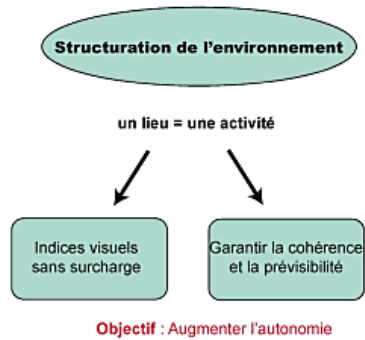 Structuration de l'environnement
un lieu = une activité
Indices visuels
sans surcharge
Garantir la cohérence
et la prévisibilité
Objectif : Augmenter l'autonomie